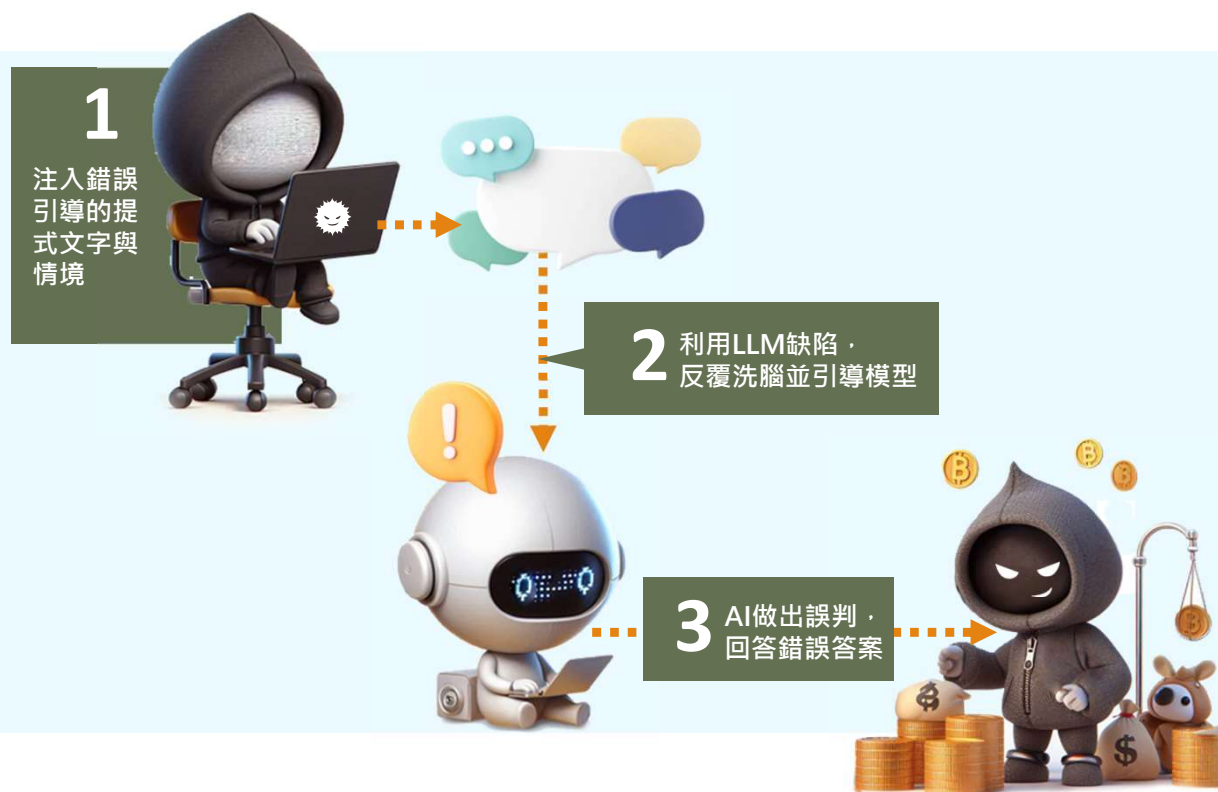 1
注入錯誤
引導的提
式文字與
情境
2
利用LLM缺陷，
反覆洗腦並引導模型
3
AI做出誤判，
回答錯誤答案